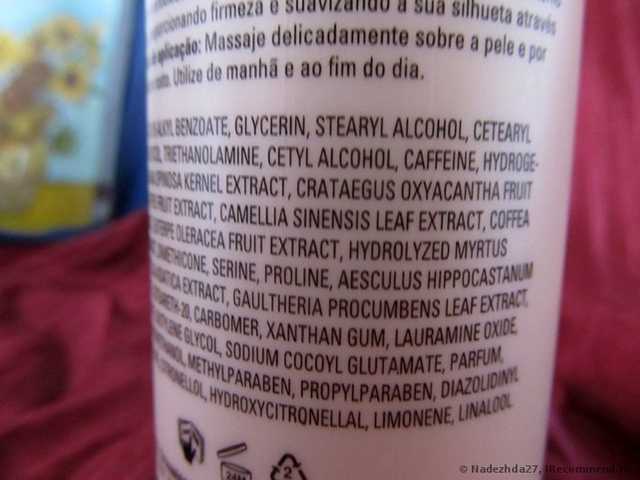 firmeza e suavizando a sua silhueta através
aplicação: Massaje delicadamente sobre a pele e por
Utilize de manhã e ao fim do dia.
BENZOATE, GLYCERIN, STEARYL ALCOHOL, CETEARYL
TRIETHANOLAMINE, CETYL ALCOHOL, CAFFEINE, HYDROGE-
KERNEL EXTRACT, CRATAEGUS OXYACANTHA FRUIT
FRUIT EXTRACT, CAMELLIA SINENSIS LEAF EXTRACT, COFFEA
OLERACEA FRUIT EXTRACT, HYDROLYZED MYRTUS
DIMETHICONE, SERINE, PROLINE, AESCULUS HIPPOCASTANUM
EXTRACT, GAULTHERIA PROCUMBENS LEAF EXTRACT,
CARBOMER, XANTHAN GUM, LAURAMINE OXIDE,
GLYCOL, SODIUM COCOYL GLUTAMATE, PARFUM,
METHYLPARABEN, PROPYLPARABEN, DIAZOLIDINYL
HYDROXYCITRONELLAL, LIMONENE, LINALOOL
24M
2
© Nadezhda27, IRecommend.ru